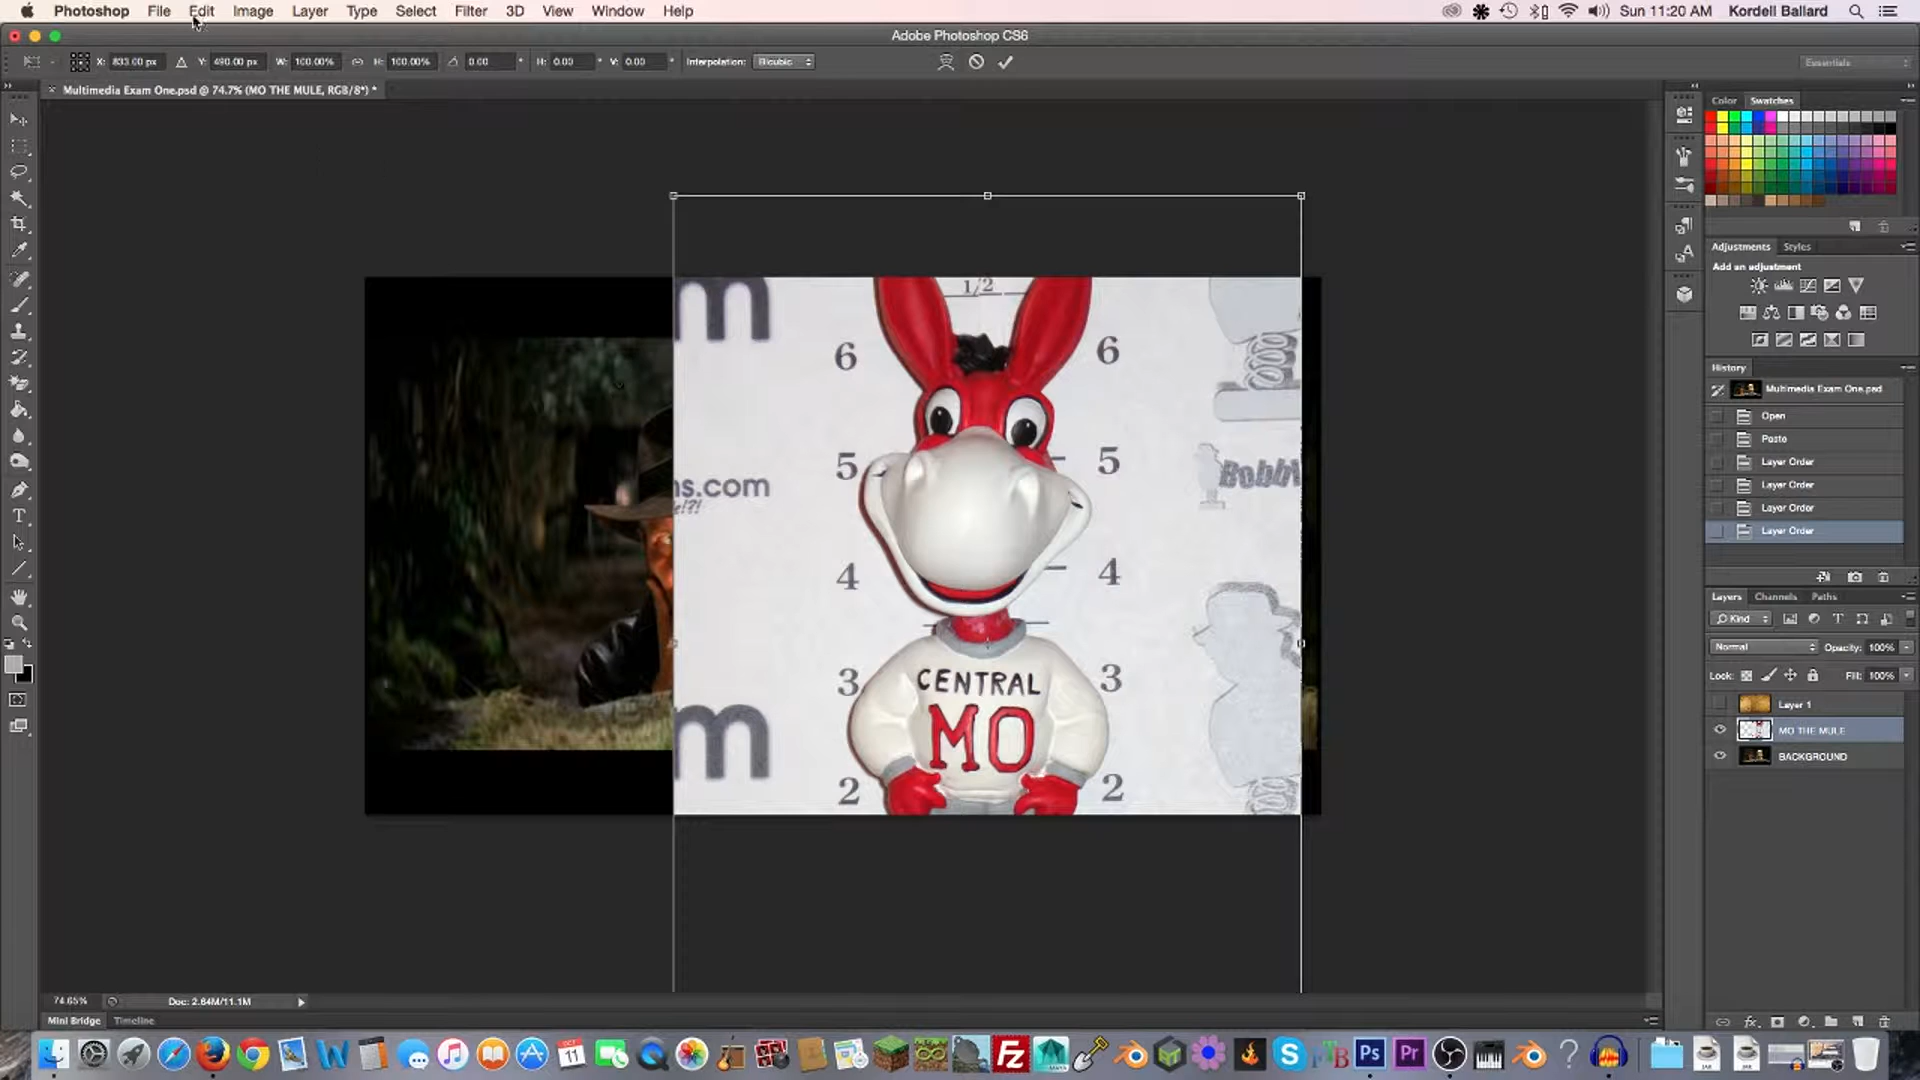 Photoshop File Edit Image Layer Type Select Filter 3D View Window Help Sun 11:20 AM Kordell Ballard
Adobe Photoshop CS6
X: 833.00 px Y: 490.00 px W: 100.00% H: 100.00% 0.00 ° H: 0.00 ° V: 0.00 ° Interpolation: Bicubic Essentials
Multimedia Exam One.psd @ 74.7% (MO THE MULE, RGB/8*) *
Color Swatches
Adjustments Styles
Add an adjustment
History
Multimedia Exam One.psd
Open
Paste
Layer Order
Layer Order
Layer Order
Layer Order
Layers Channels Paths
Kind
Normal Opacity: 100%
Lock: Fill: 100%
Layer 1
MO THE MULE
BACKGROUND
m 1/2
6 6
5 5
ns.com
4 4
3 CENTRAL 3
m MO
2 2
74.65% Doc: 2.64M/11.1M
Mini Bridge Timeline
OCT
11
FZ
Ps
Pr